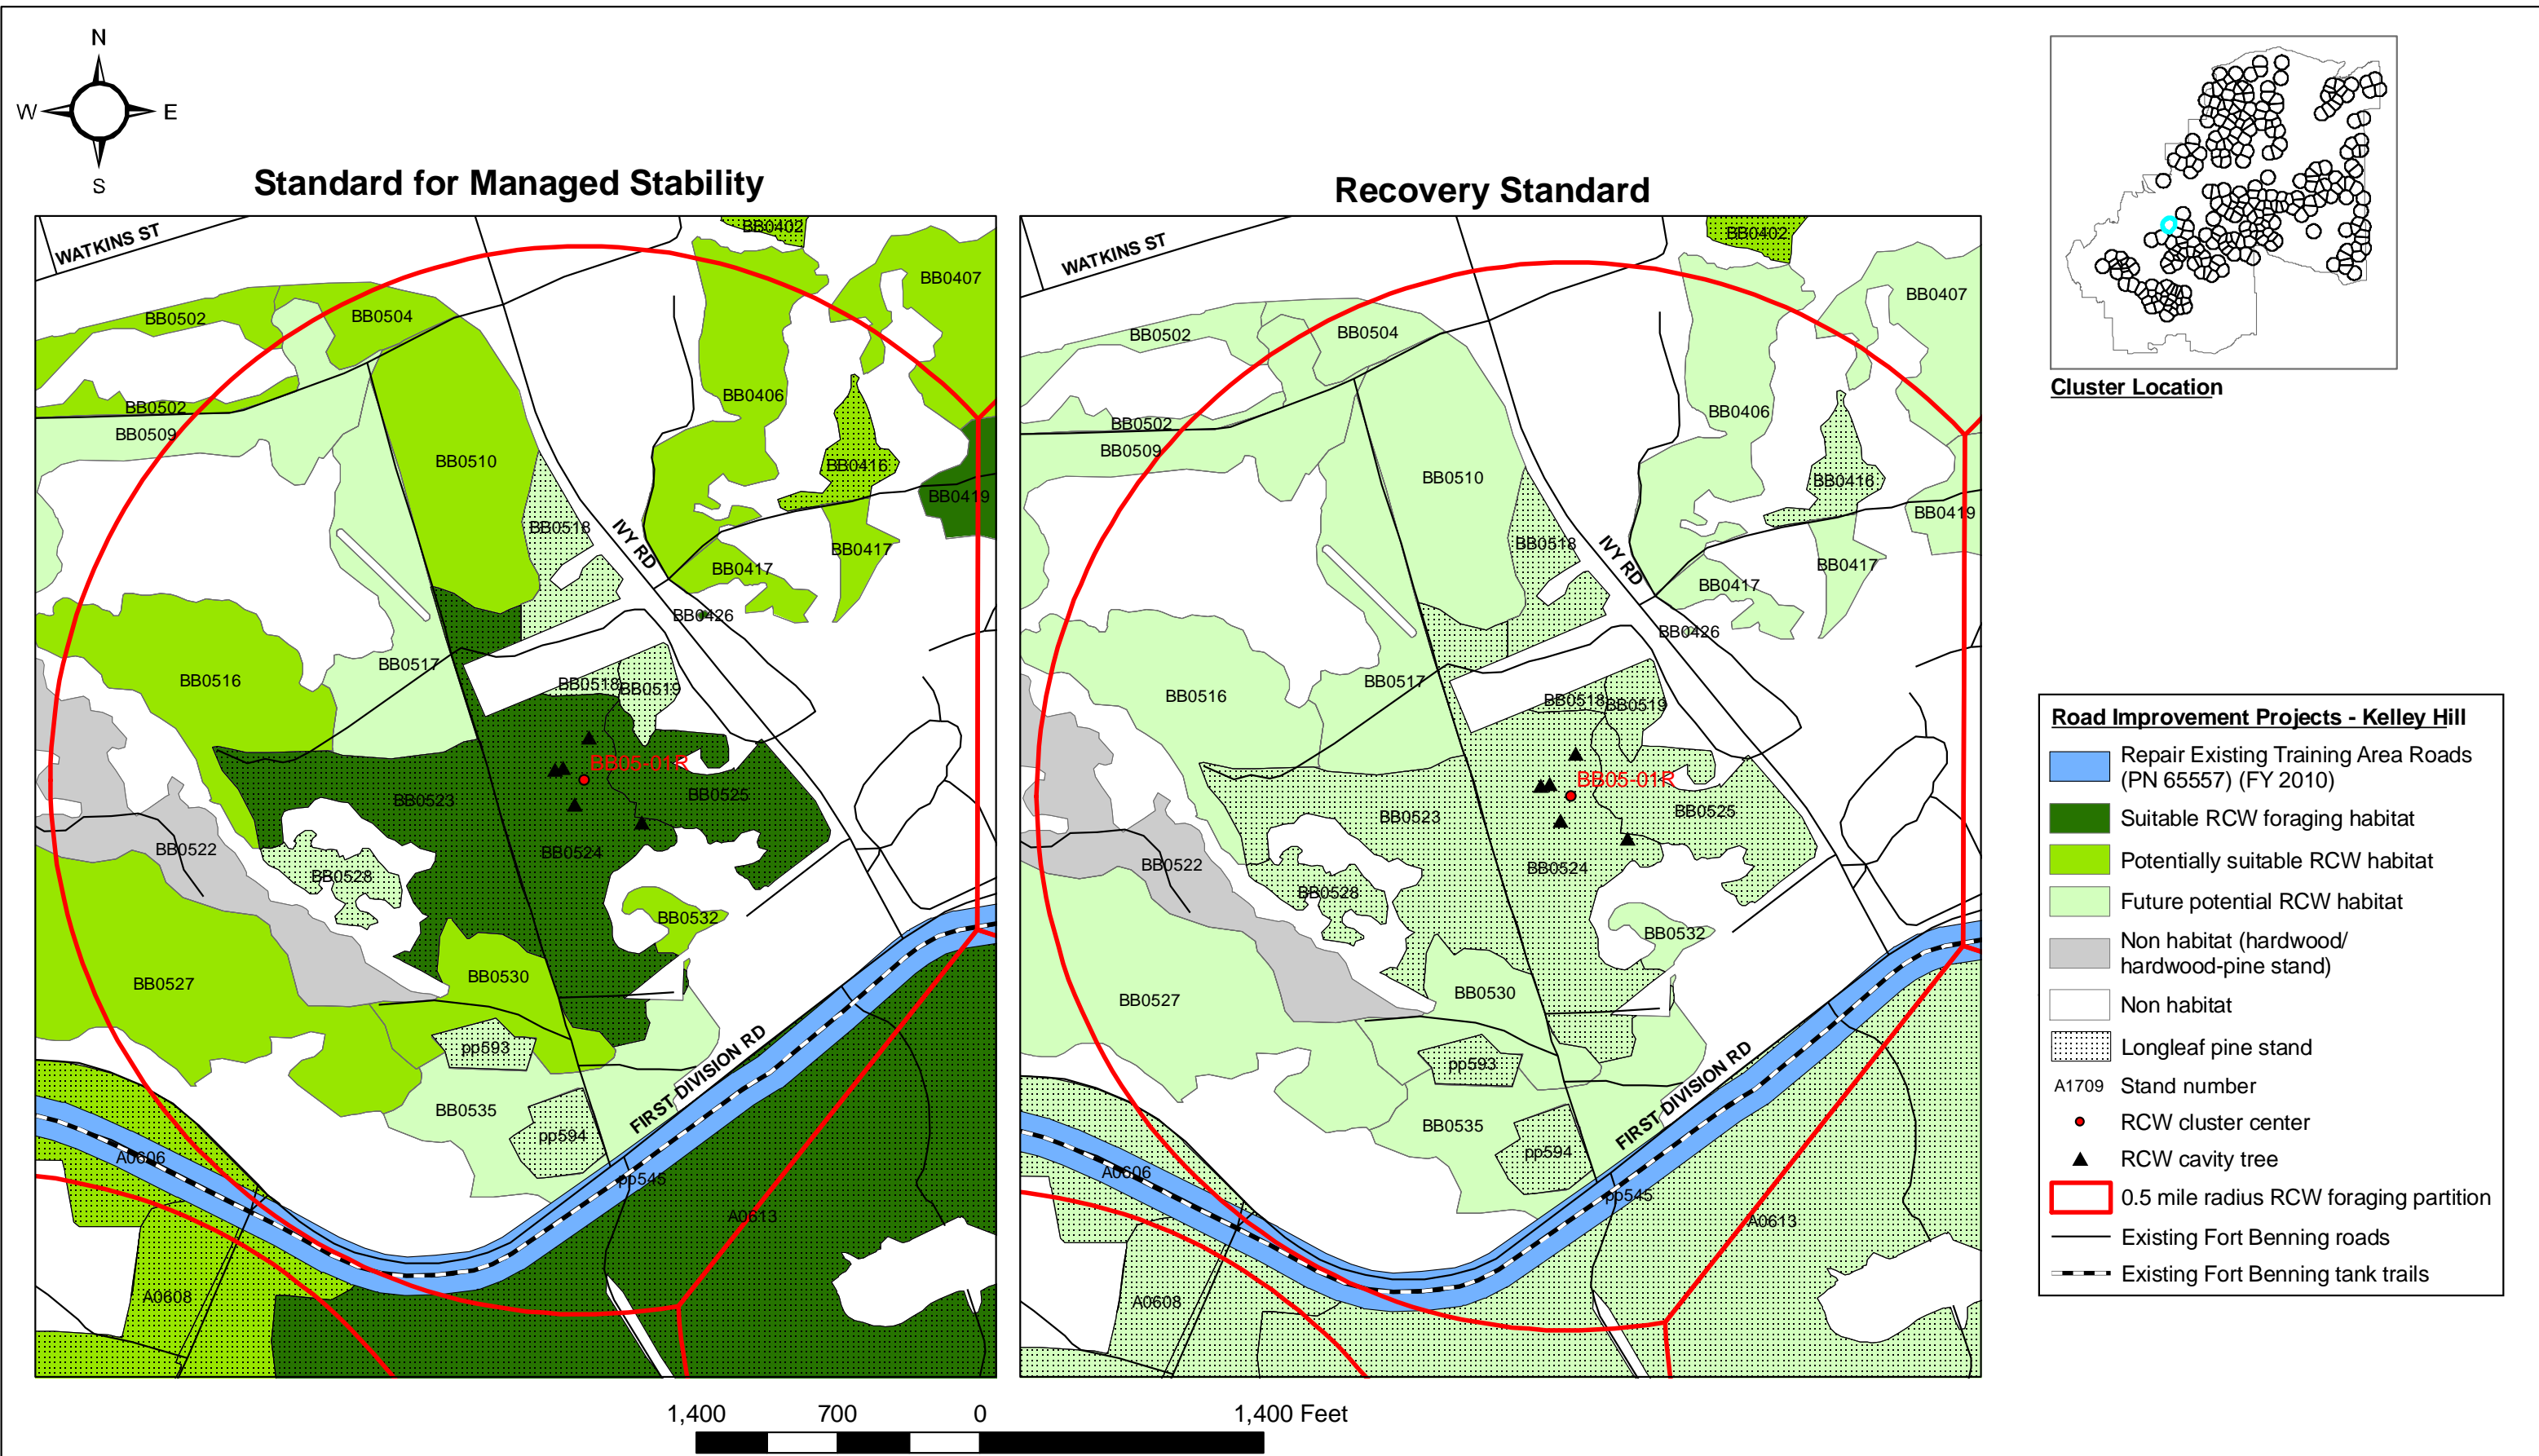 N
W E
S
Standard for Managed Stability
WATKINS ST
BB0402
BB0407
BB0502
BB0504
BB0406
BB0502
BB0509
BB0510
BB0416
BB0419
BB0518
IVY RD
BB0417
BB0417
BB0426
BB0517
BB0516
BB0518
BB0519
BB05-01R
BB0523
BB0525
BB0522
BB0524
BB0528
BB0532
BB0527
BB0530
pp593
FIRST DIVISION RD
BB0535
pp594
A0606
pp545
A0613
A0608
Recovery Standard
WATKINS ST
BB0402
BB0407
BB0502
BB0504
BB0406
BB0502
BB0509
BB0510
BB0416
BB0419
BB0518
IVY RD
BB0417
BB0417
BB0426
BB0517
BB0516
BB0518
BB0519
BB05-01R
BB0523
BB0525
BB0522
BB0524
BB0528
BB0532
BB0527
BB0530
pp593
FIRST DIVISION RD
BB0535
pp594
A0606
pp545
A0613
A0608
1,400 700 0 1,400 Feet
Cluster Location
Road Improvement Projects - Kelley Hill
Repair Existing Training Area Roads
(PN 65557) (FY 2010)
Suitable RCW foraging habitat
Potentially suitable RCW habitat
Future potential RCW habitat
Non habitat (hardwood/
hardwood-pine stand)
Non habitat
Longleaf pine stand
A1709 Stand number
RCW cluster center
RCW cavity tree
0.5 mile radius RCW foraging partition
Existing Fort Benning roads
Existing Fort Benning tank trails